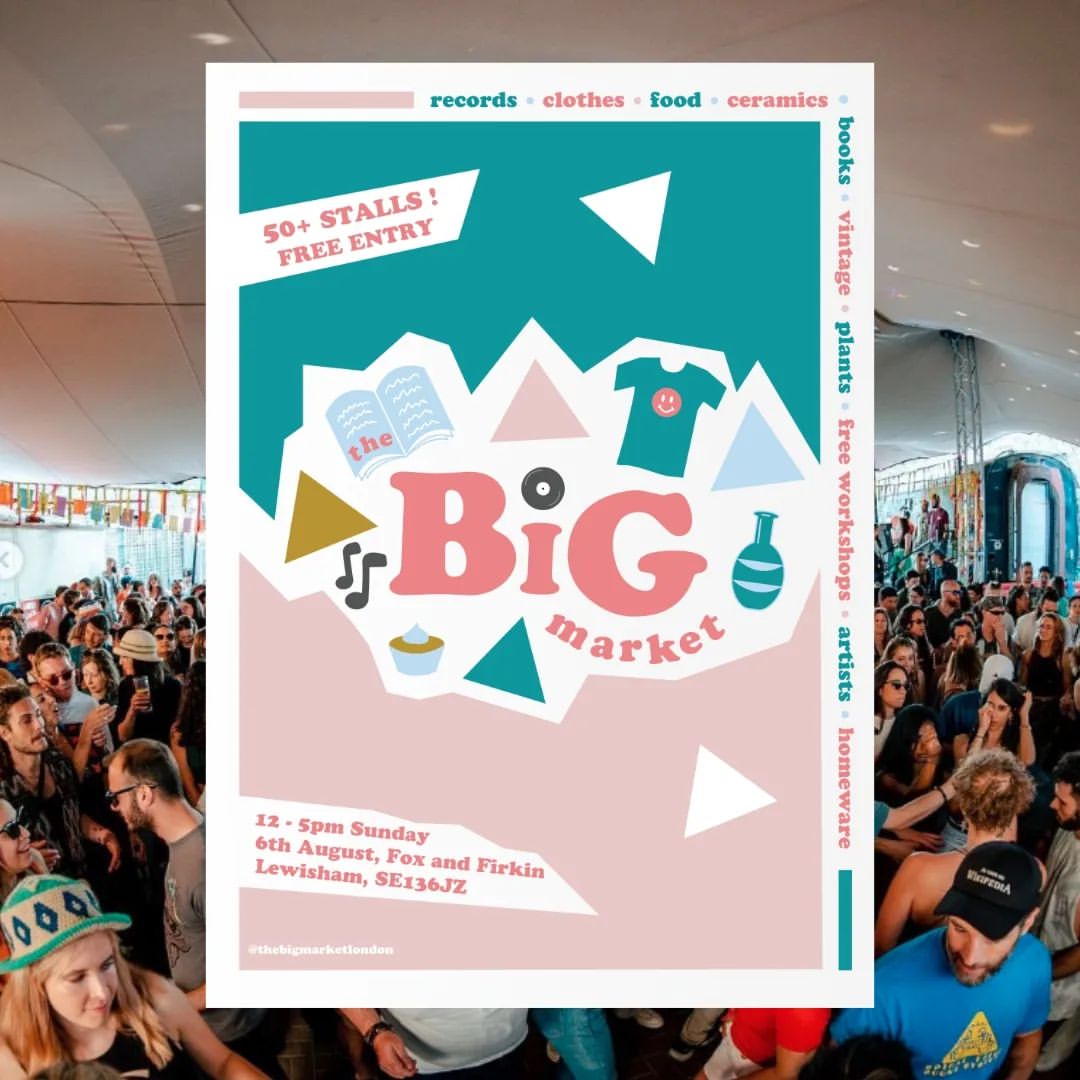 records • clothes • food • ceramics •
books • vintage • plants • free workshops • artists • homeware
50+ STALLS !
FREE ENTRY
the
BiG
market
12 - 5pm Sunday
6th August, Fox and Firkin
Lewisham, SE136JZ
@thebigmarketlondon
WIKIPEDIA